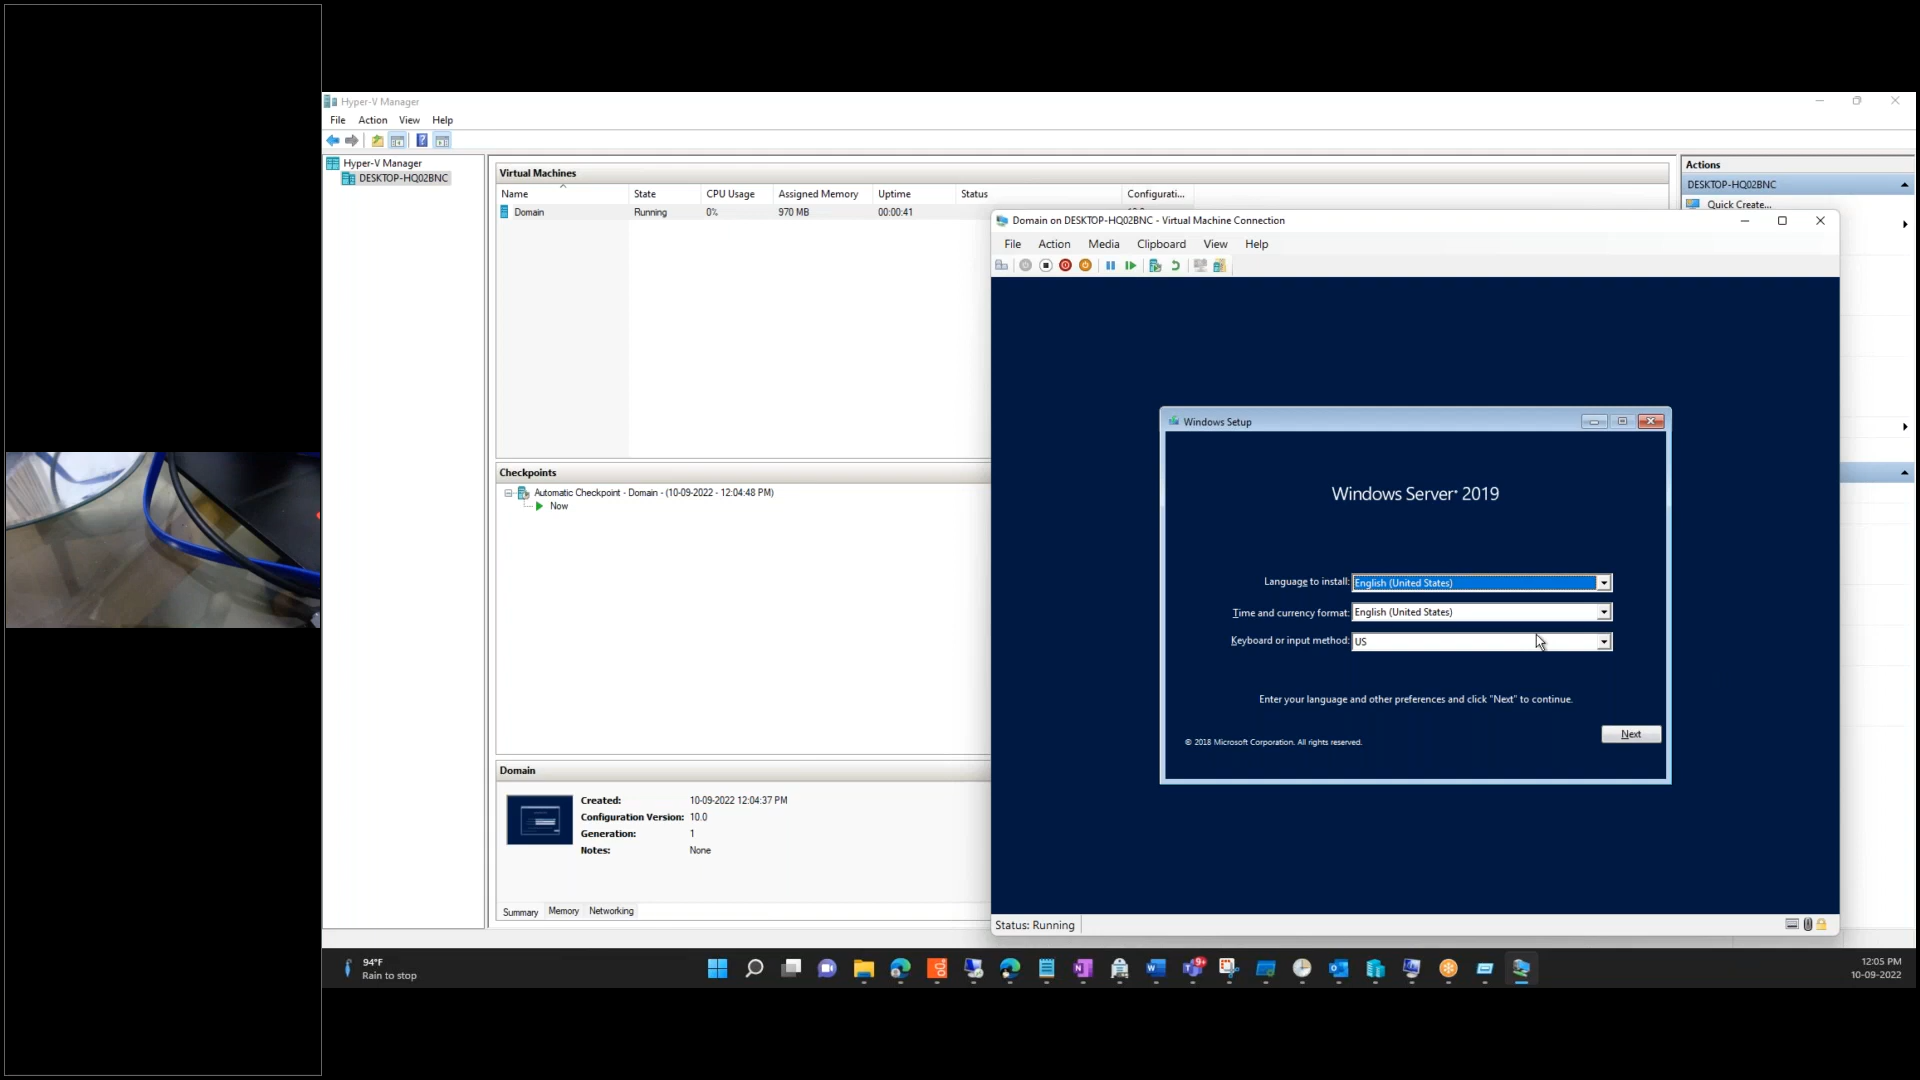 Hyper-V Manager
File Action View Help
Hyper-V Manager
DESKTOP-HQ02BNC
Virtual Machines
Name State CPU Usage Assigned Memory Uptime Status Configurati...
Domain Running 0% 970 MB 00:00:41
Checkpoints
Automatic Checkpoint - Domain - (10-09-2022 - 12:04:48 PM)
Now
Domain
Created: 10-09-2022 12:04:37 PM
Configuration Version: 10.0
Generation: 1
Notes: None
Summary Memory Networking
Actions
DESKTOP-HQ02BNC
Quick Create...
Domain on DESKTOP-HQ02BNC - Virtual Machine Connection
File Action Media Clipboard View Help
Windows Setup
Windows Server® 2019
Language to install: English (United States)
Time and currency format: English (United States)
Keyboard or input method: US
Enter your language and other preferences and click "Next" to continue.
© 2018 Microsoft Corporation. All rights reserved.
Next
Status: Running
94°F
Rain to stop
9+
12:05 PM
10-09-2022